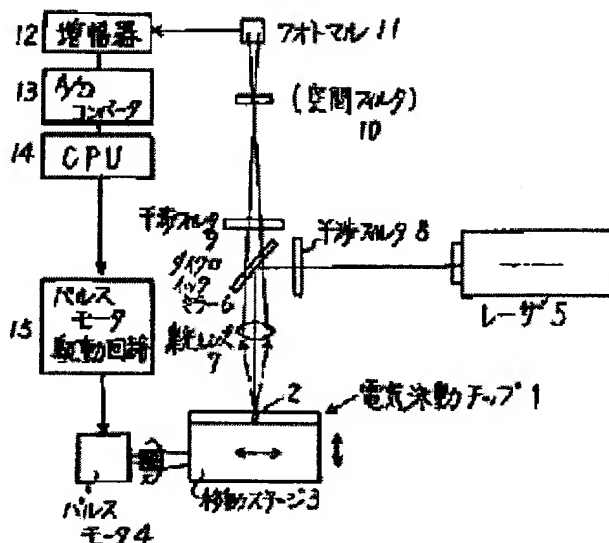 12 増幅器
フォトマル 11
13 A/D
コンバータ
(空間フィルタ)
10
14 CPU
干渉フィルタ
9
干渉フィルタ 8
ダイクロ
イック
ミラー6
レーザ 5
15 パルス
モータ
駆動回路
集光レンズ
7
2
電気泳動チップ 1
移動ステージ3
パルス
モータ4